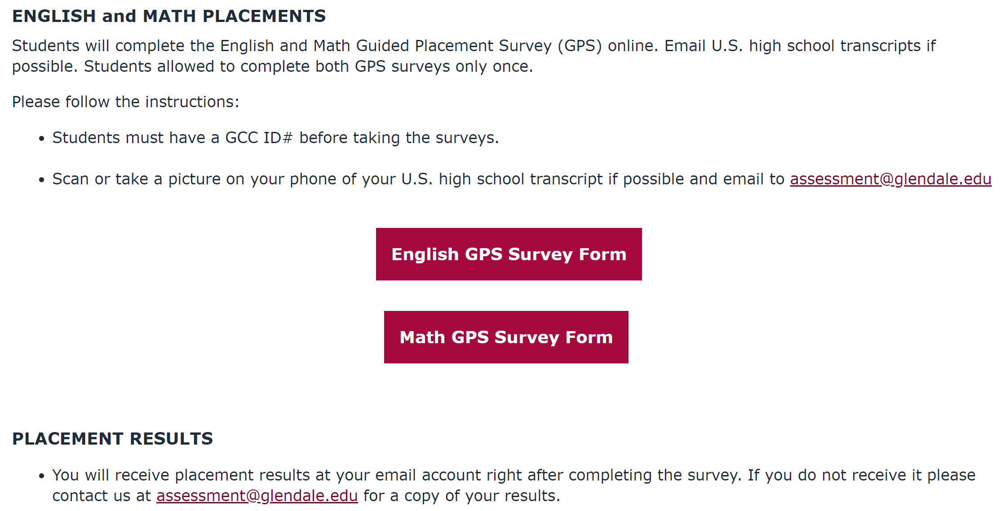 ENGLISH and MATH PLACEMENTS
Students will complete the English and Math Guided Placement Survey (GPS) online. Email U.S. high school transcripts if
possible. Students allowed to complete both GPS surveys only once.
Please follow the instructions:
• Students must have a GCC ID# before taking the surveys.
• Scan or take a picture on your phone of your U.S. high school transcript if possible and email to assessment@glendale.edu
English GPS Survey Form
Math GPS Survey Form
PLACEMENT RESULTS
• You will receive placement results at your email account right after completing the survey. If you do not receive it please
contact us at assessment@glendale.edu for a copy of your results.